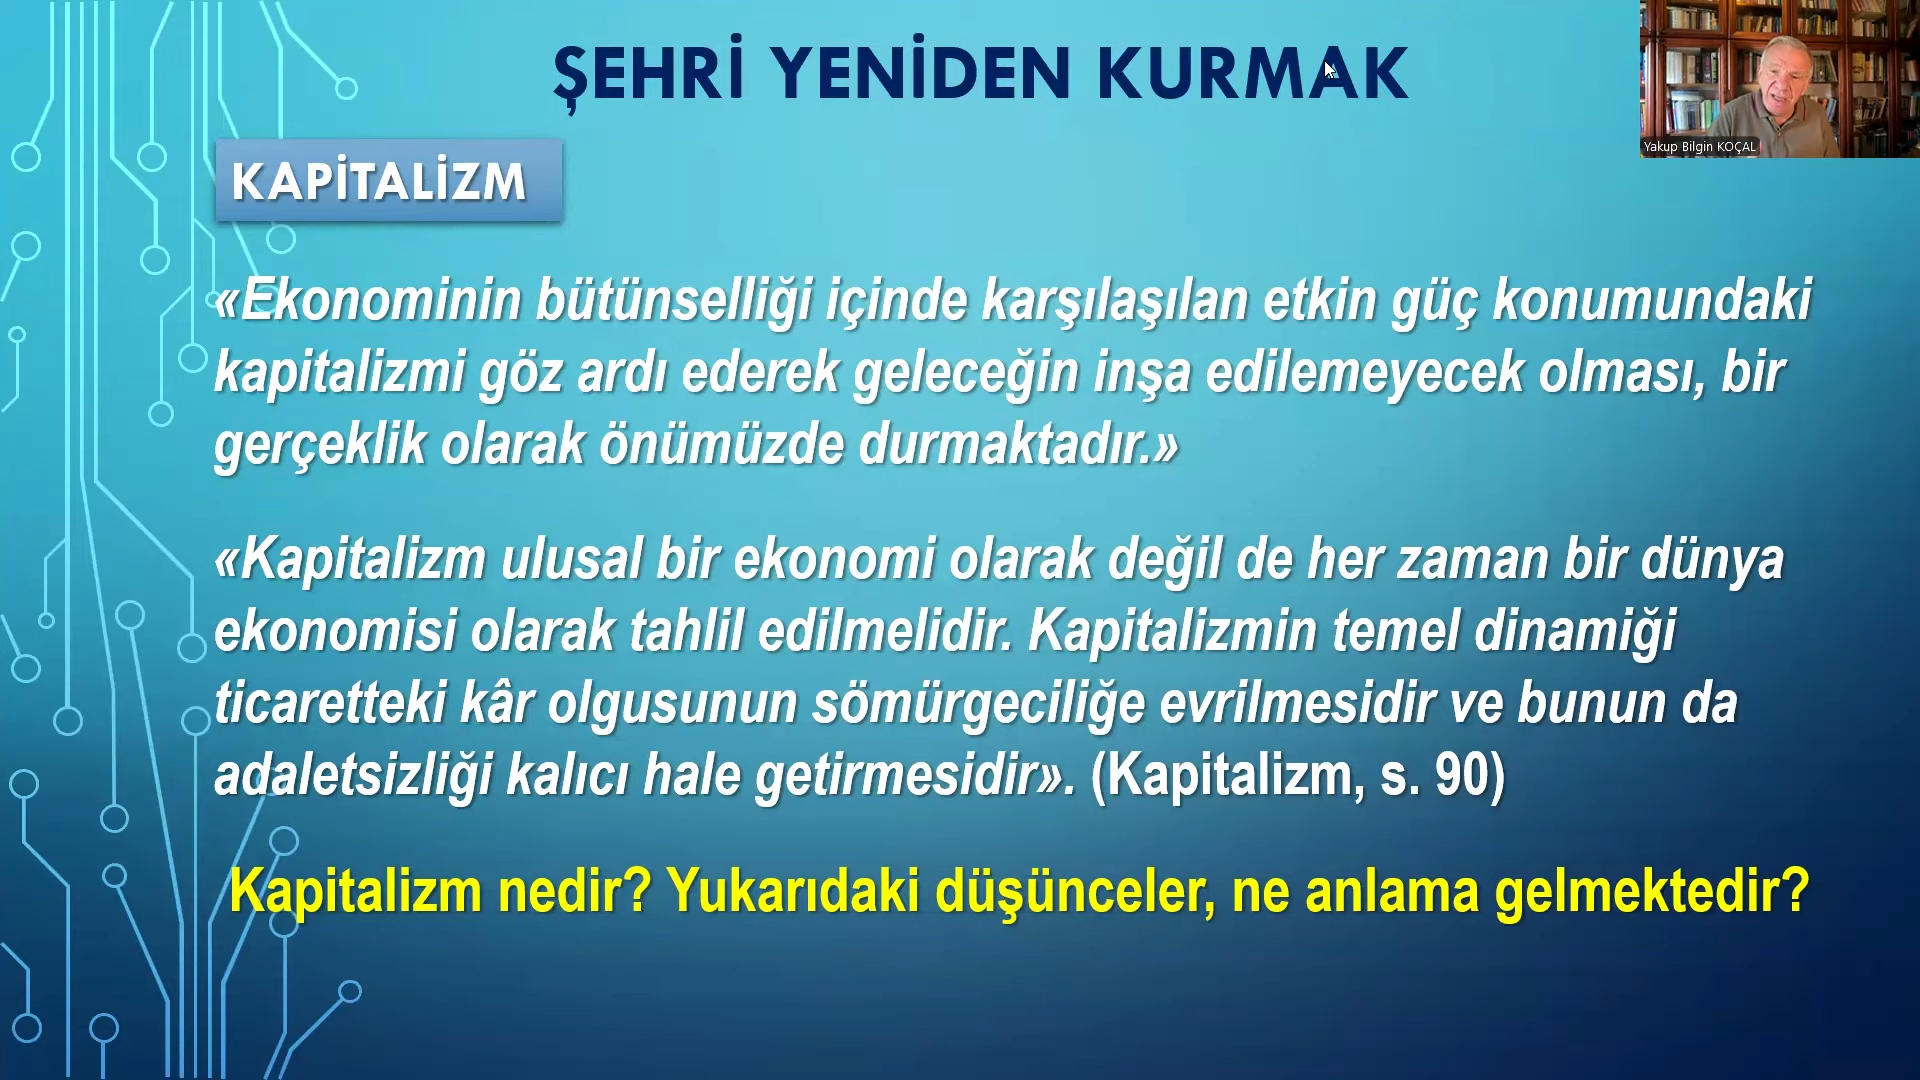 ŞEHRİ YENİDEN KURMAK
Yakup Bilgin KOÇAL
KAPİTALİZM
«Ekonominin bütünselliği içinde karşılaşılan etkin güç konumundaki
kapitalizmi göz ardı ederek geleceğin inşa edilemeyecek olması, bir
gerçeklik olarak önümüzde durmaktadır.»
«Kapitalizm ulusal bir ekonomi olarak değil de her zaman bir dünya
ekonomisi olarak tahlil edilmelidir. Kapitalizmin temel dinamiği
ticaretteki kâr olgusunun sömürgeciliğe evrilmesidir ve bunun da
adaletsizliği kalıcı hale getirmesidir». (Kapitalizm, s. 90)
Kapitalizm nedir? Yukarıdaki düşünceler, ne anlama gelmektedir?